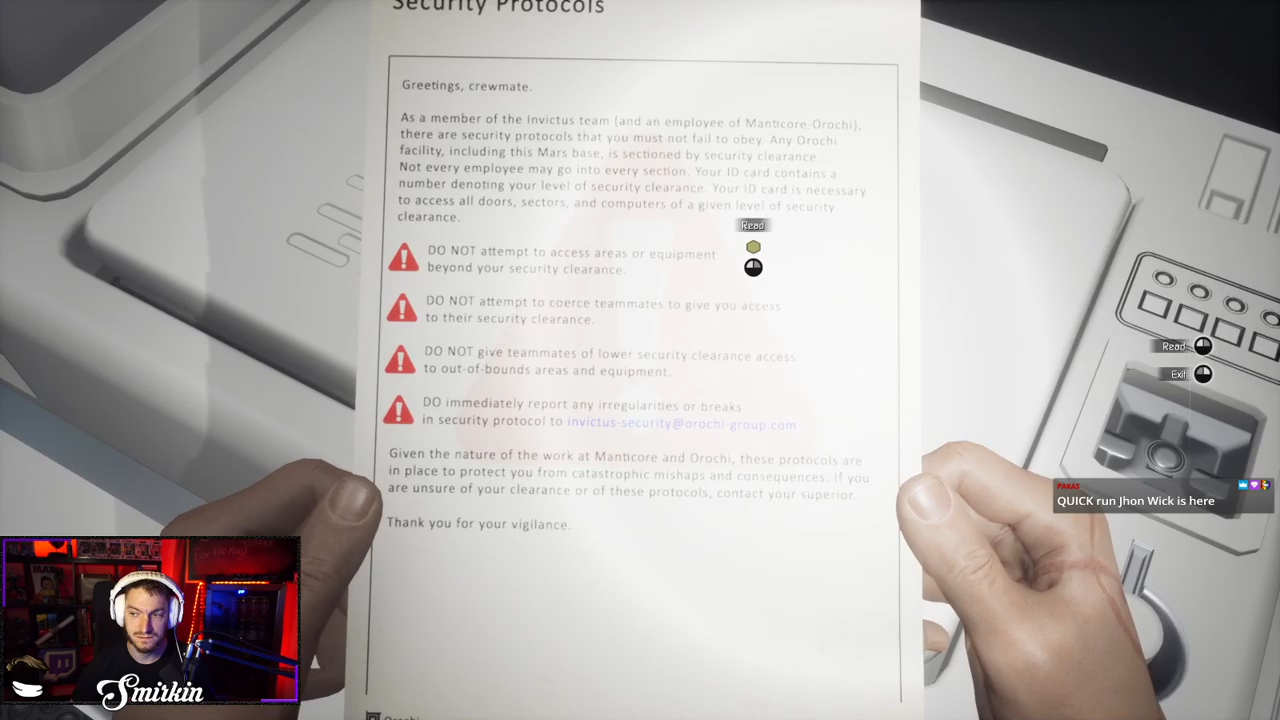 Security Protocols
Greetings, crewmate.
As a member of the Invictus team (and an employee of Manticore-Orochi),
there are security protocols that you must not fail to obey. Any Orochi
facility, including this Mars base, is sectioned by security clearance.
Not every employee may go into every section. Your ID card contains a
number denoting your level of security clearance. Your ID card is necessary
to access all doors, sectors, and computers of a given level of security
clearance.
Read
DO NOT attempt to access areas or equipment
beyond your security clearance.
DO NOT attempt to coerce teammates to give you access
to their security clearance.
Read
DO NOT give teammates of lower security clearance access
to out-of-bounds areas and equipment.
Exit
DO immediately report any irregularities or breaks
in security protocol to invictus-security@orochi-group.com
Given the nature of the work at Manticore and Orochi, these protocols are
in place to protect you from catastrophic mishaps and consequences. If you
are unsure of your clearance or of these protocols, contact your superior.
PAKAS
QUICK run Jhon Wick is here
Thank you for your vigilance.
Smirkin
Orochi